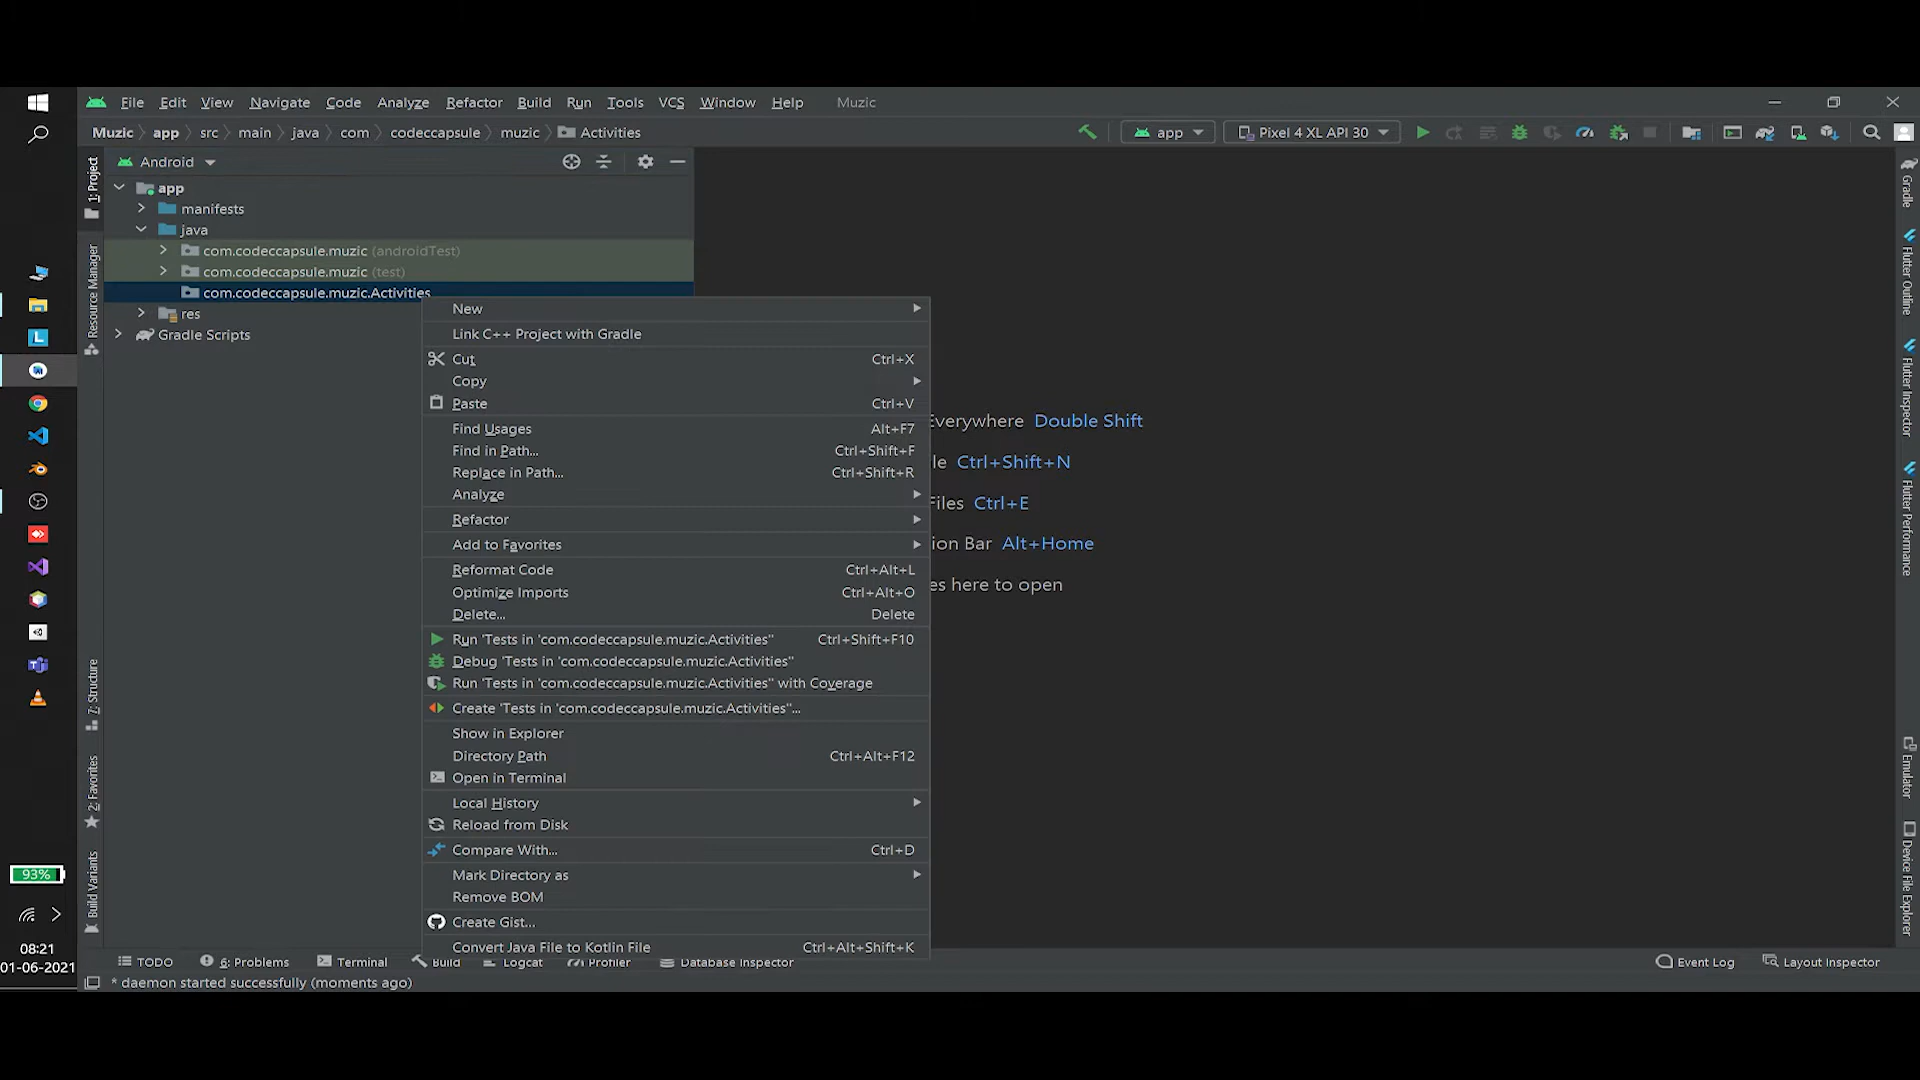 File Edit View Navigate Code Analyze Refactor Build Run Tools VCS Window Help Muzic
Muzic app src main java com codeccapsule muzic Activities
app Pixel 4 XL API 30
Android
1: Project
Resource Manager
7: Structure
2: Favorites
Build Variants
app
manifests
java
com.codeccapsule.muzic (androidTest)
com.codeccapsule.muzic (test)
com.codeccapsule.muzic.Activities
res
Gradle Scripts
New
Link C++ Project with Gradle
Cut Ctrl+X
Copy
Paste Ctrl+V
Find Usages Alt+F7
Find in Path... Ctrl+Shift+F
Replace in Path... Ctrl+Shift+R
Analyze
Refactor
Add to Favorites
Reformat Code Ctrl+Alt+L
Optimize Imports Ctrl+Alt+O
Delete... Delete
Run 'Tests in 'com.codeccapsule.muzic.Activities'' Ctrl+Shift+F10
Debug 'Tests in 'com.codeccapsule.muzic.Activities''
Run 'Tests in 'com.codeccapsule.muzic.Activities'' with Coverage
Create 'Tests in 'com.codeccapsule.muzic.Activities''...
Show in Explorer
Directory Path Ctrl+Alt+F12
Open in Terminal
Local History
Reload from Disk
Compare With... Ctrl+D
Mark Directory as
Remove BOM
Create Gist...
Convert Java File to Kotlin File Ctrl+Alt+Shift+K
Everywhere Double Shift
le Ctrl+Shift+N
Files Ctrl+E
ion Bar Alt+Home
es here to open
Gradle
Flutter Outline
Flutter Inspector
Flutter Performance
Emulator
Device File Explorer
93%
08:21
01-06-2021
TODO 6: Problems Terminal Build Logcat Profiler Database Inspector Event Log Layout Inspector
* daemon started successfully (moments ago)